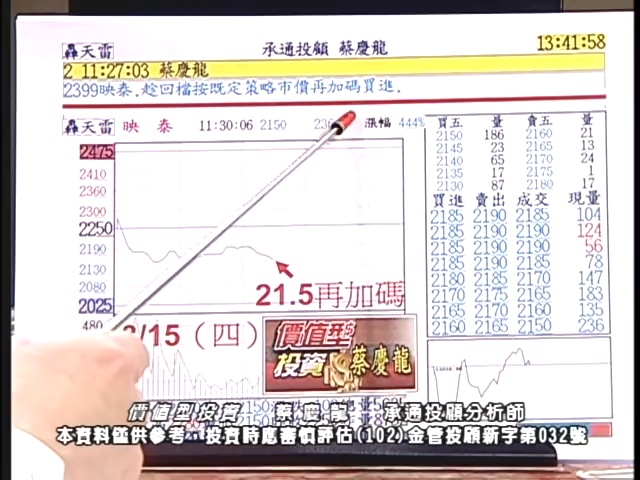 轟天雷 承通投顧 蔡慶龍 13:41:58
2 11:27:03 蔡慶龍
2399映泰.趁回檔按既定策略市價再加碼買進.
轟天雷 映 泰 11:30:06 2150 漲幅 444%
2475
2410
2360
2300
2250
2190
2130
2080
2025
480
21.5再加碼
/15 (四)
買五 量 賣五 量
2150 186 2160 21
2145 23 2165 13
2140 65 2170 24
2135 17 2175 1
2130 87 2180 17
買進 賣出 成交 現量
2185 2190 2185 104
2185 2190 2190 124
2185 2190 2190 56
2185 2190 2185 78
2180 2185 2170 147
2170 2175 2165 183
2165 2170 2160 135
2160 2165 2150 236
價值型
投資
蔡慶龍
價值型投資 蔡慶龍 承通投顧分析師
本資料僅供參考、投資時應審慎評估(102)金管投顧新字第032號